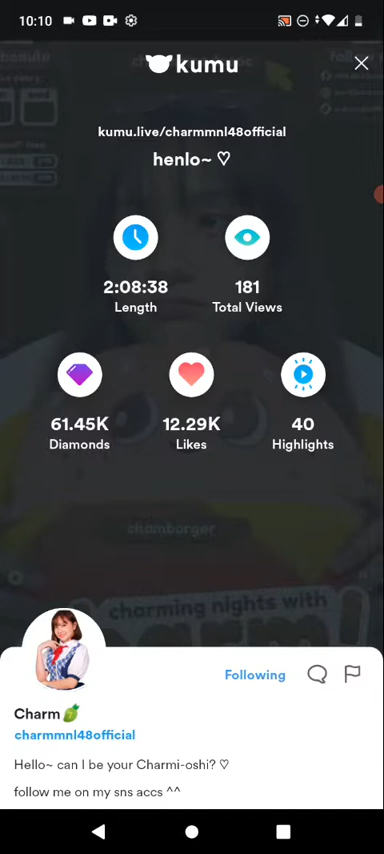 10:10
kumu
kumu.live/charmmnl48official
henlo~ ♡
2:08:38
Length
181
Total Views
61.45K
Diamonds
12.29K
Likes
40
Highlights
chamborger
charming nights with
Following
Charm🍍
charmmnl48official
Hello~ can I be your Charmi-oshi? ♡
follow me on my sns accs ^^